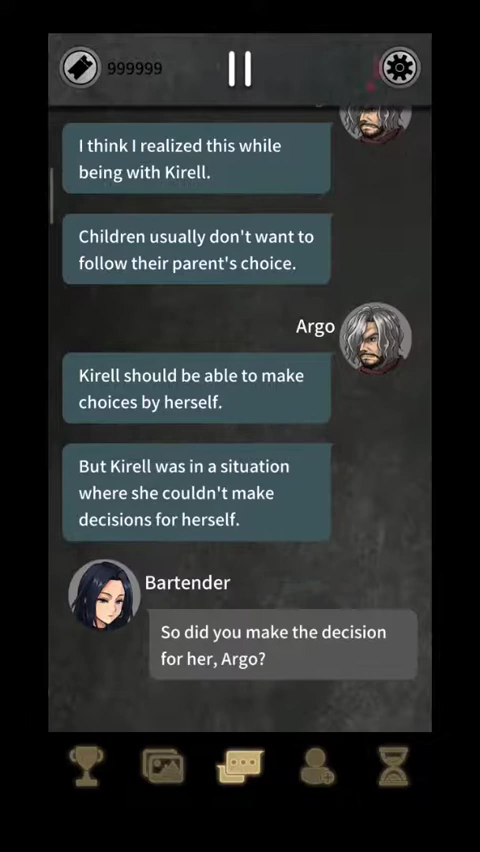 999999
I think I realized this while
being with Kirell.
Children usually don't want to
follow their parent's choice.
Argo
Kirell should be able to make
choices by herself.
But Kirell was in a situation
where she couldn't make
decisions for herself.
Bartender
So did you make the decision
for her, Argo?